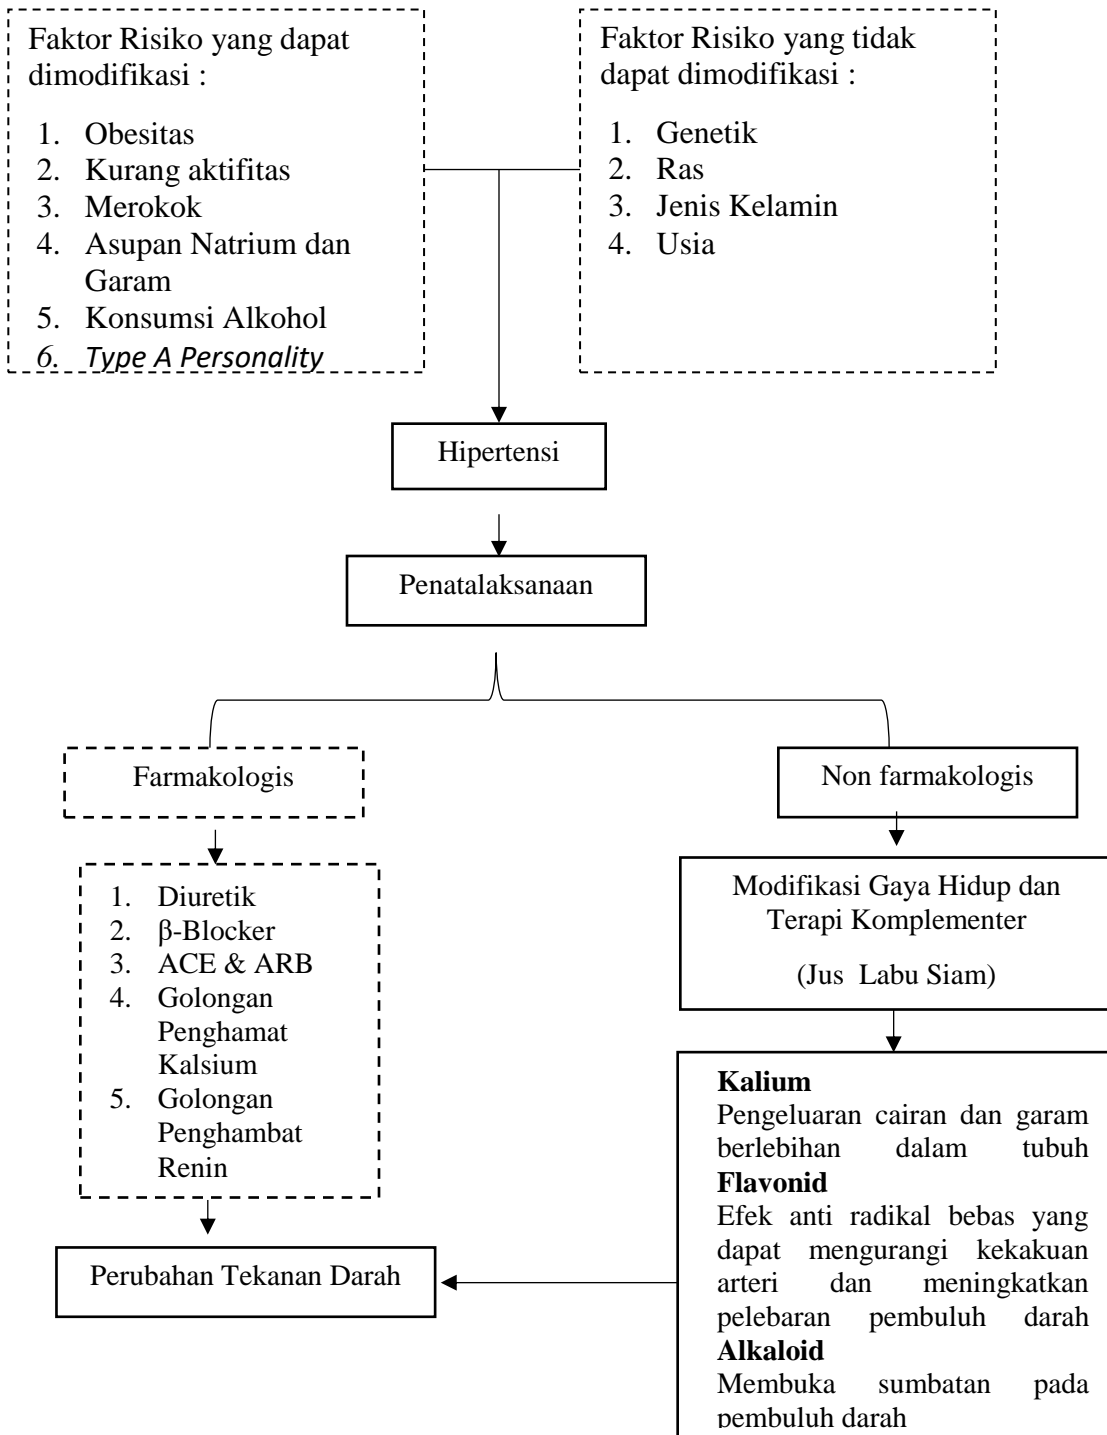 Faktor Risiko yang dapat
dimodifikasi :
1. Obesitas
2. Kurang aktifitas
3. Merokok
4. Asupan Natrium dan
Garam
5. Konsumsi Alkohol
6. Type A Personality
Faktor Risiko yang tidak
dapat dimodifikasi :
1. Genetik
2. Ras
3. Jenis Kelamin
4. Usia
Hipertensi
Penatalaksanaan
Farmakologis
Non farmakologis
1. Diuretik
2. β-Blocker
3. ACE & ARB
4. Golongan
Penghamat
Kalsium
5. Golongan
Penghambat
Renin
Modifikasi Gaya Hidup dan
Terapi Komplementer
(Jus Labu Siam)
Kalium
Pengeluaran cairan dan garam
berlebihan dalam tubuh
Flavonid
Efek anti radikal bebas yang
dapat mengurangi kekakuan
arteri dan meningkatkan
pelebaran pembuluh darah
Alkaloid
Membuka sumbatan pada
pembuluh darah
Perubahan Tekanan Darah